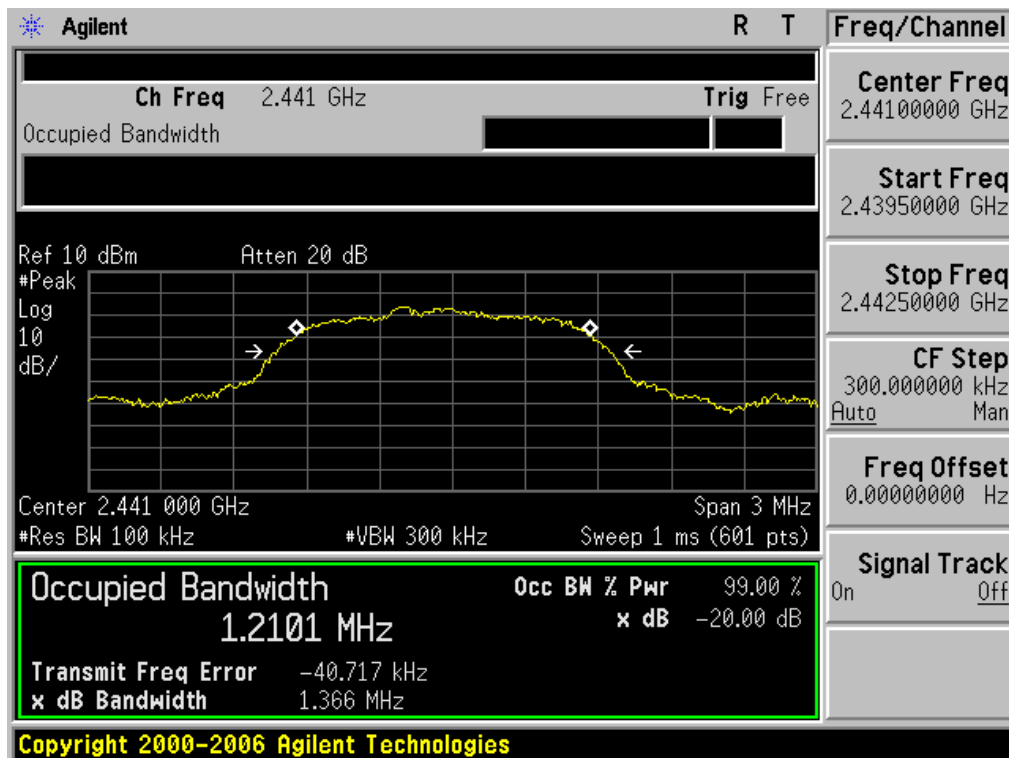 Agilent R T
Freq/Channel
Ch Freq 2.441 GHz Trig Free
Occupied Bandwidth
Center Freq
2.44100000 GHz
Start Freq
2.43950000 GHz
Stop Freq
2.44250000 GHz
CF Step
300.000000 kHz
Auto Man
Freq Offset
0.00000000 Hz
Signal Track
On Off
Ref 10 dBm Atten 20 dB
#Peak
Log
10
dB/
Center 2.441 000 GHz Span 3 MHz
#Res BW 100 kHz #VBW 300 kHz Sweep 1 ms (601 pts)
Occupied Bandwidth
1.2101 MHz
Occ BW % Pwr 99.00 %
x dB -20.00 dB
Transmit Freq Error -40.717 kHz
x dB Bandwidth 1.366 MHz
Copyright 2000-2006 Agilent Technologies